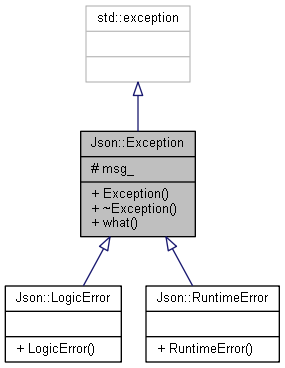 std::exception
Json::Exception
# msg_
+ Exception()
+ ~Exception()
+ what()
Json::LogicError
+ LogicError()
Json::RuntimeError
+ RuntimeError()